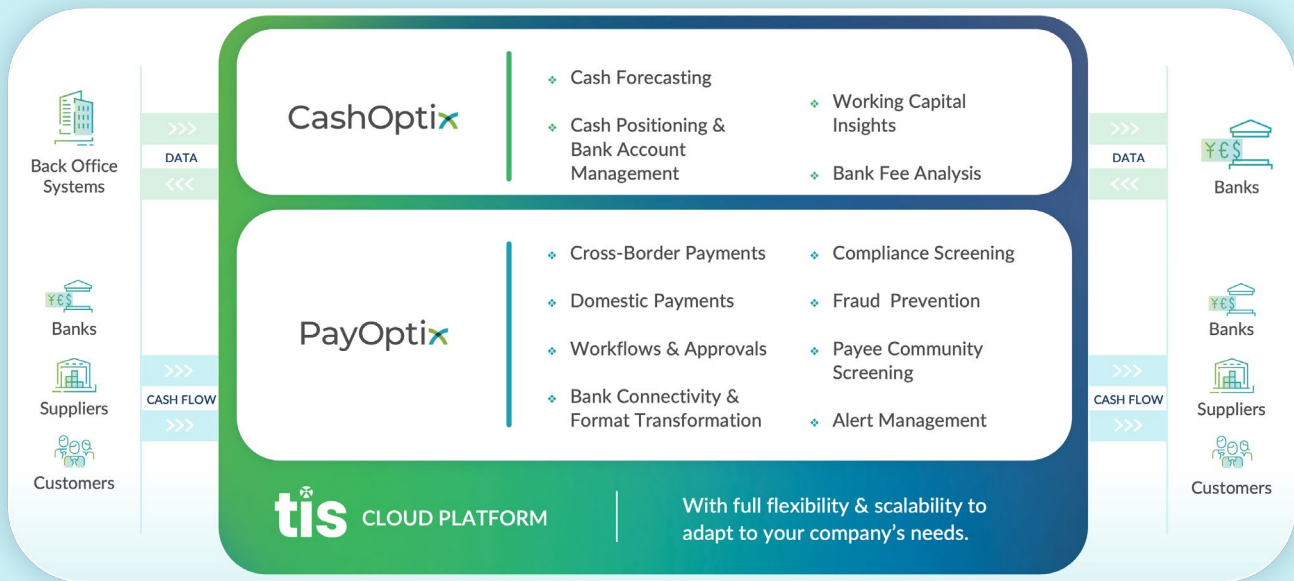 Back Office
Systems
>>>
DATA
<<<
¥€$
Banks
Suppliers
>>>
CASH FLOW
>>>
Customers
CashOptix
Cash Forecasting
Cash Positioning &
Bank Account
Management
Working Capital
Insights
Bank Fee Analysis
PayOptix
Cross-Border Payments
Domestic Payments
Workflows & Approvals
Bank Connectivity &
Format Transformation
Compliance Screening
Fraud Prevention
Payee Community
Screening
Alert Management
tis CLOUD PLATFORM
With full flexibility & scalability to
adapt to your company's needs.
>>>
DATA
<<<
¥€$
Banks
¥€$
Banks
Suppliers
>>>
CASH FLOW
>>>
Customers